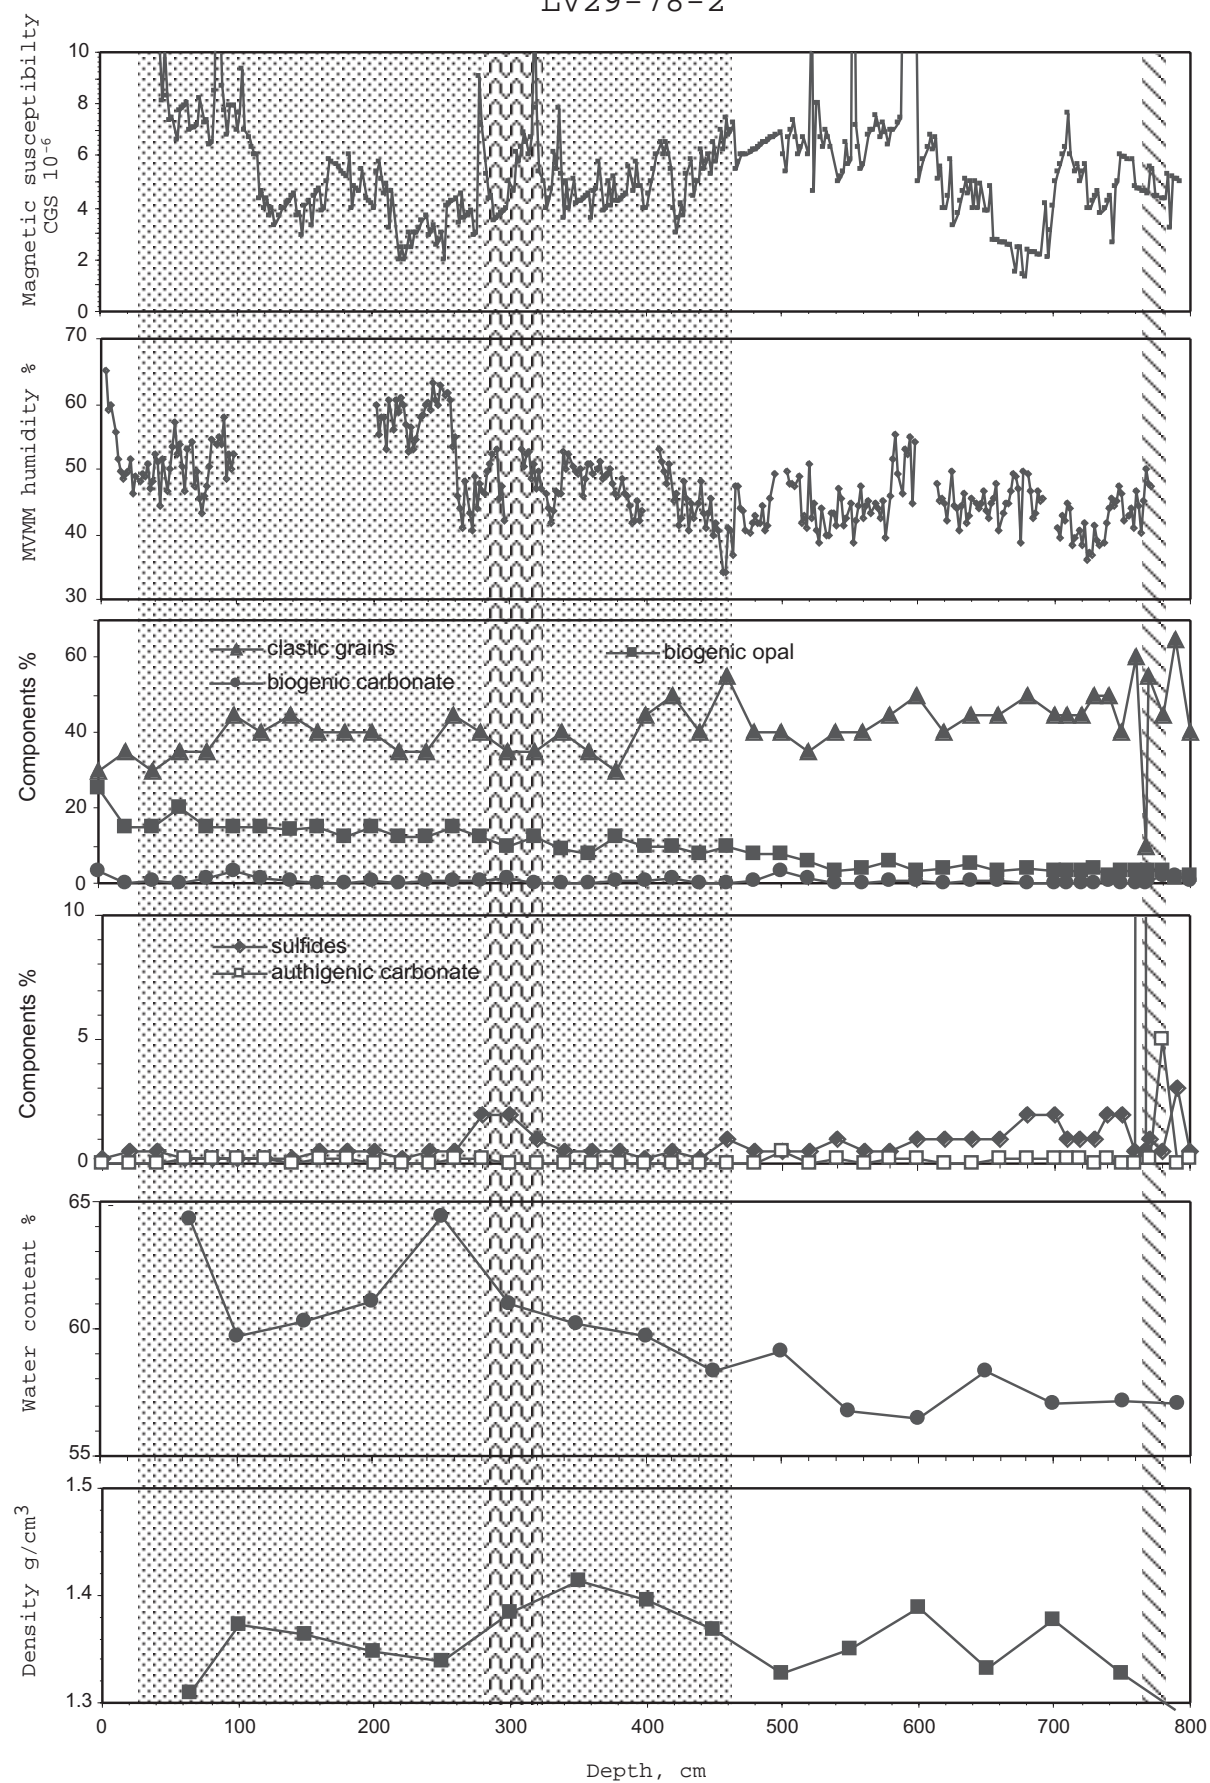 LV29-78-2
Magnetic susceptibilty
CGS 10-6
10
8
6
4
2
0
MVMM humidity %
70
60
50
40
30
Components %
60
40
20
0
clastic grains
biogenic carbonate
biogenic opal
Components %
10
5
0
sulfides
authigenic carbonate
Water content %
65
60
55
Density g/cm3
1.5
1.4
1.3
0 100 200 300 400 500 600 700 800
Depth, cm